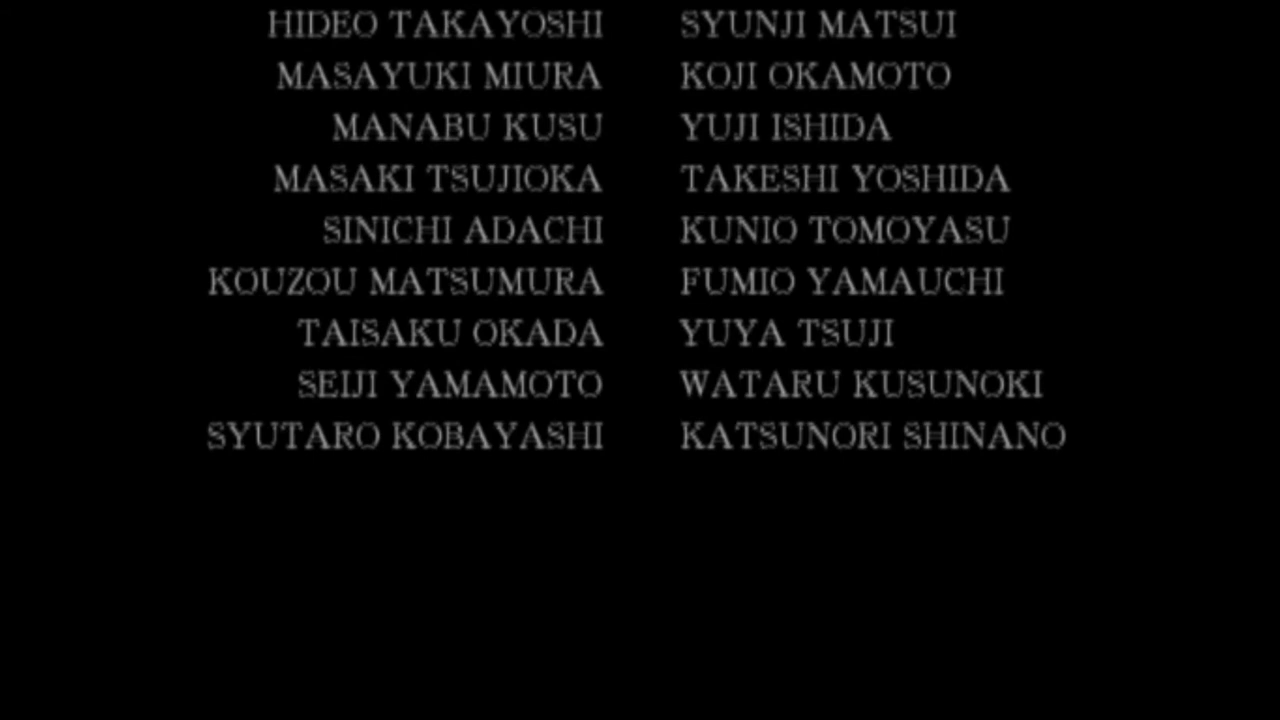 HIDEO TAKAYOSHI SYUNJI MATSUI
MASAYUKI MIURA KOJI OKAMOTO
MANABU KUSU YUJI ISHIDA
MASAKI TSUJIOKA TAKESHI YOSHIDA
SINICHI ADACHI KUNIO TOMOYASU
KOUZOU MATSUMURA FUMIO YAMAUCHI
TAISAKU OKADA YUYA TSUJI
SEIJI YAMAMOTO WATARU KUSUNOKI
SYUTARO KOBAYASHI KATSUNORI SHINANO